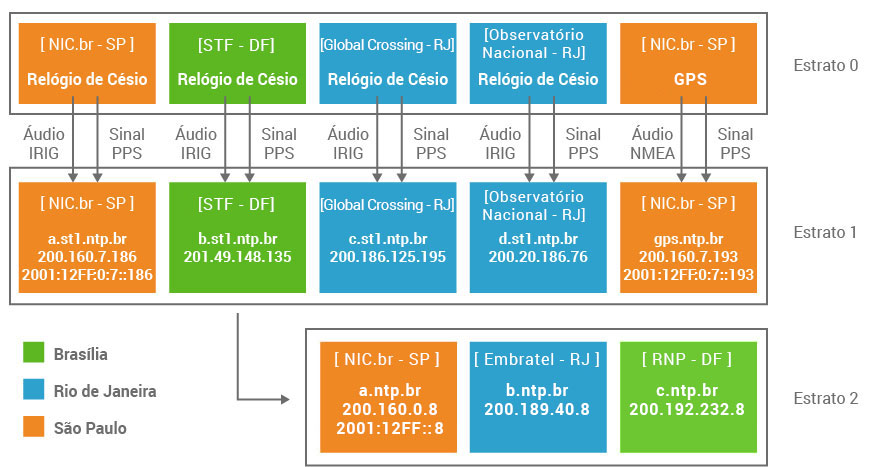 [ NIC.br - SP ]
Relógio de Césio
[STF - DF]
Relógio de Césio
[Global Crossing - RJ]
Relógio de Césio
[Observatório
Nacional - RJ]
Relógio de Césio
[ NIC.br - SP ]
GPS
Estrato 0
Áudio
IRIG
Sinal
PPS
Áudio
IRIG
Sinal
PPS
Áudio
IRIG
Sinal
PPS
Áudio
IRIG
Sinal
PPS
Áudio
NMEA
Sinal
PPS
[ NIC.br - SP ]
a.st1.ntp.br
200.160.7.186
2001:12FF:0:7::186
[STF - DF]
b.st1.ntp.br
201.49.148.135
[Global Crossing - RJ]
c.st1.ntp.br
200.186.125.195
[Observatório
Nacional - RJ]
d.st1.ntp.br
200.20.186.76
[ NIC.br - SP ]
gps.ntp.br
200.160.7.193
2001:12FF:0:7::193
Estrato 1
Brasília
Rio de Janeira
São Paulo
[ NIC.br - SP ]
a.ntp.br
200.160.0.8
2001:12FF:: 8
[ Embratel - RJ ]
b.ntp.br
200.189.40.8
[ RNP - DF ]
c.ntp.br
200.192.232.8
Estrato 2